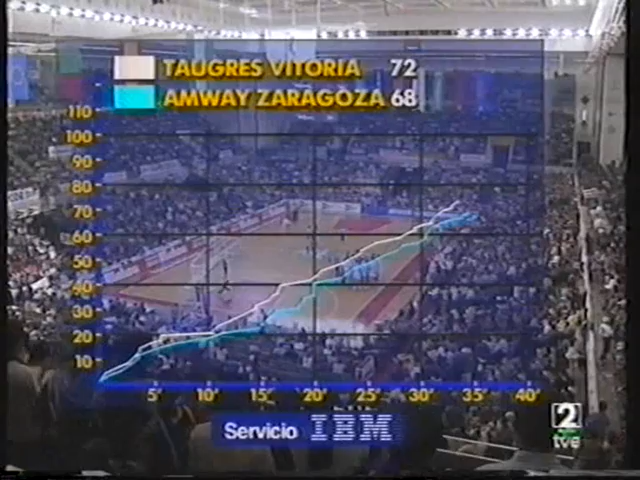 TAUGRES VITORIA 72
AMWAY ZARAGOZA 68
110
100
90
80
70
60
50
40
30
20
10
5' 10' 15' 20' 25' 30' 35' 40'
Servicio IBM
2
tve